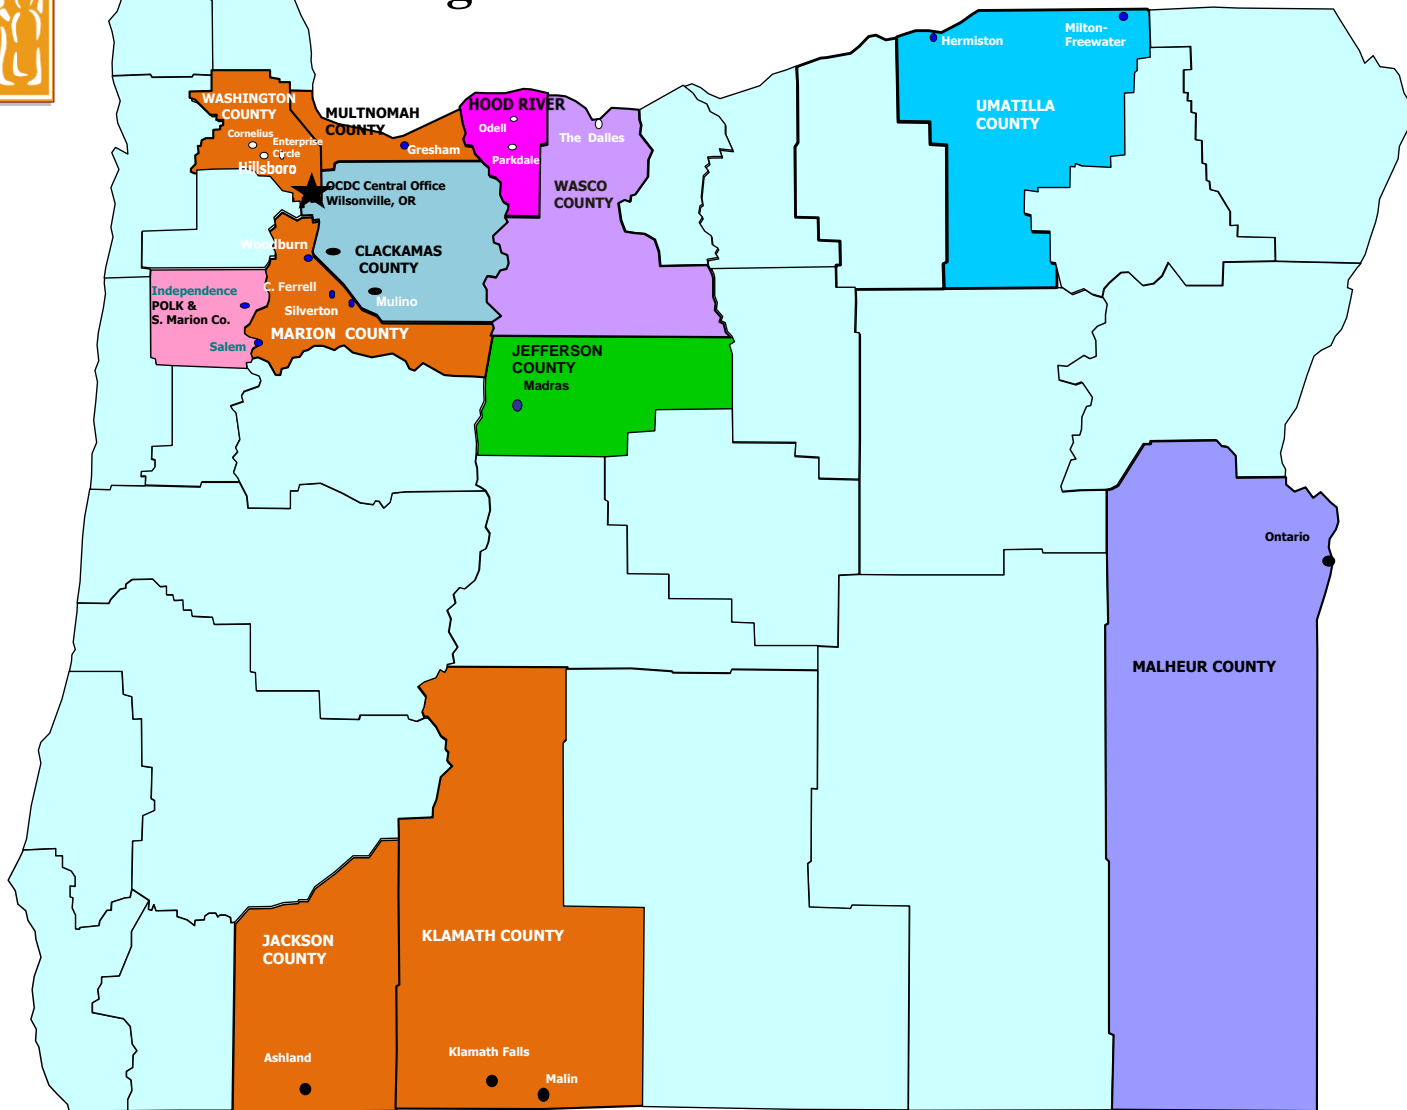 g
Hermiston
Milton-
Freewater
WASHINGTON
COUNTY
MULTNOMAH
COUNTY
HOOD RIVER
UMATILLA
COUNTY
Cornelius
Enterprise
Circle
Hillsboro
Gresham
Odell
Parkdale
The Dalles
WASCO
COUNTY
OCDC Central Office
Wilsonville, OR
Woodburn
CLACKAMAS
COUNTY
C. Ferrell
Silverton
Mulino
Independence
POLK &
S. Marion Co.
Salem
MARION COUNTY
JEFFERSON
COUNTY
Madras
Ontario
MALHEUR COUNTY
JACKSON
COUNTY
KLAMATH COUNTY
Ashland
Klamath Falls
Malin